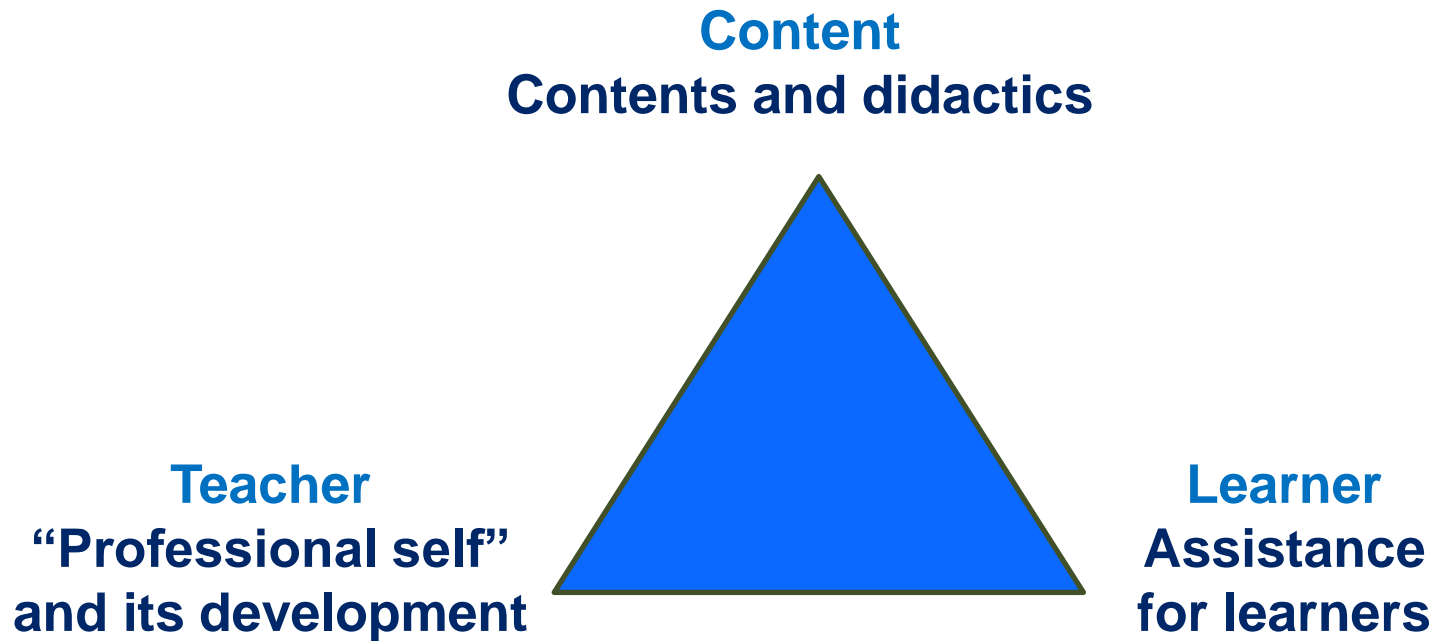 Content
Contents and didactics
Teacher
“Professional self”
and its development
Learner
Assistance
for learners